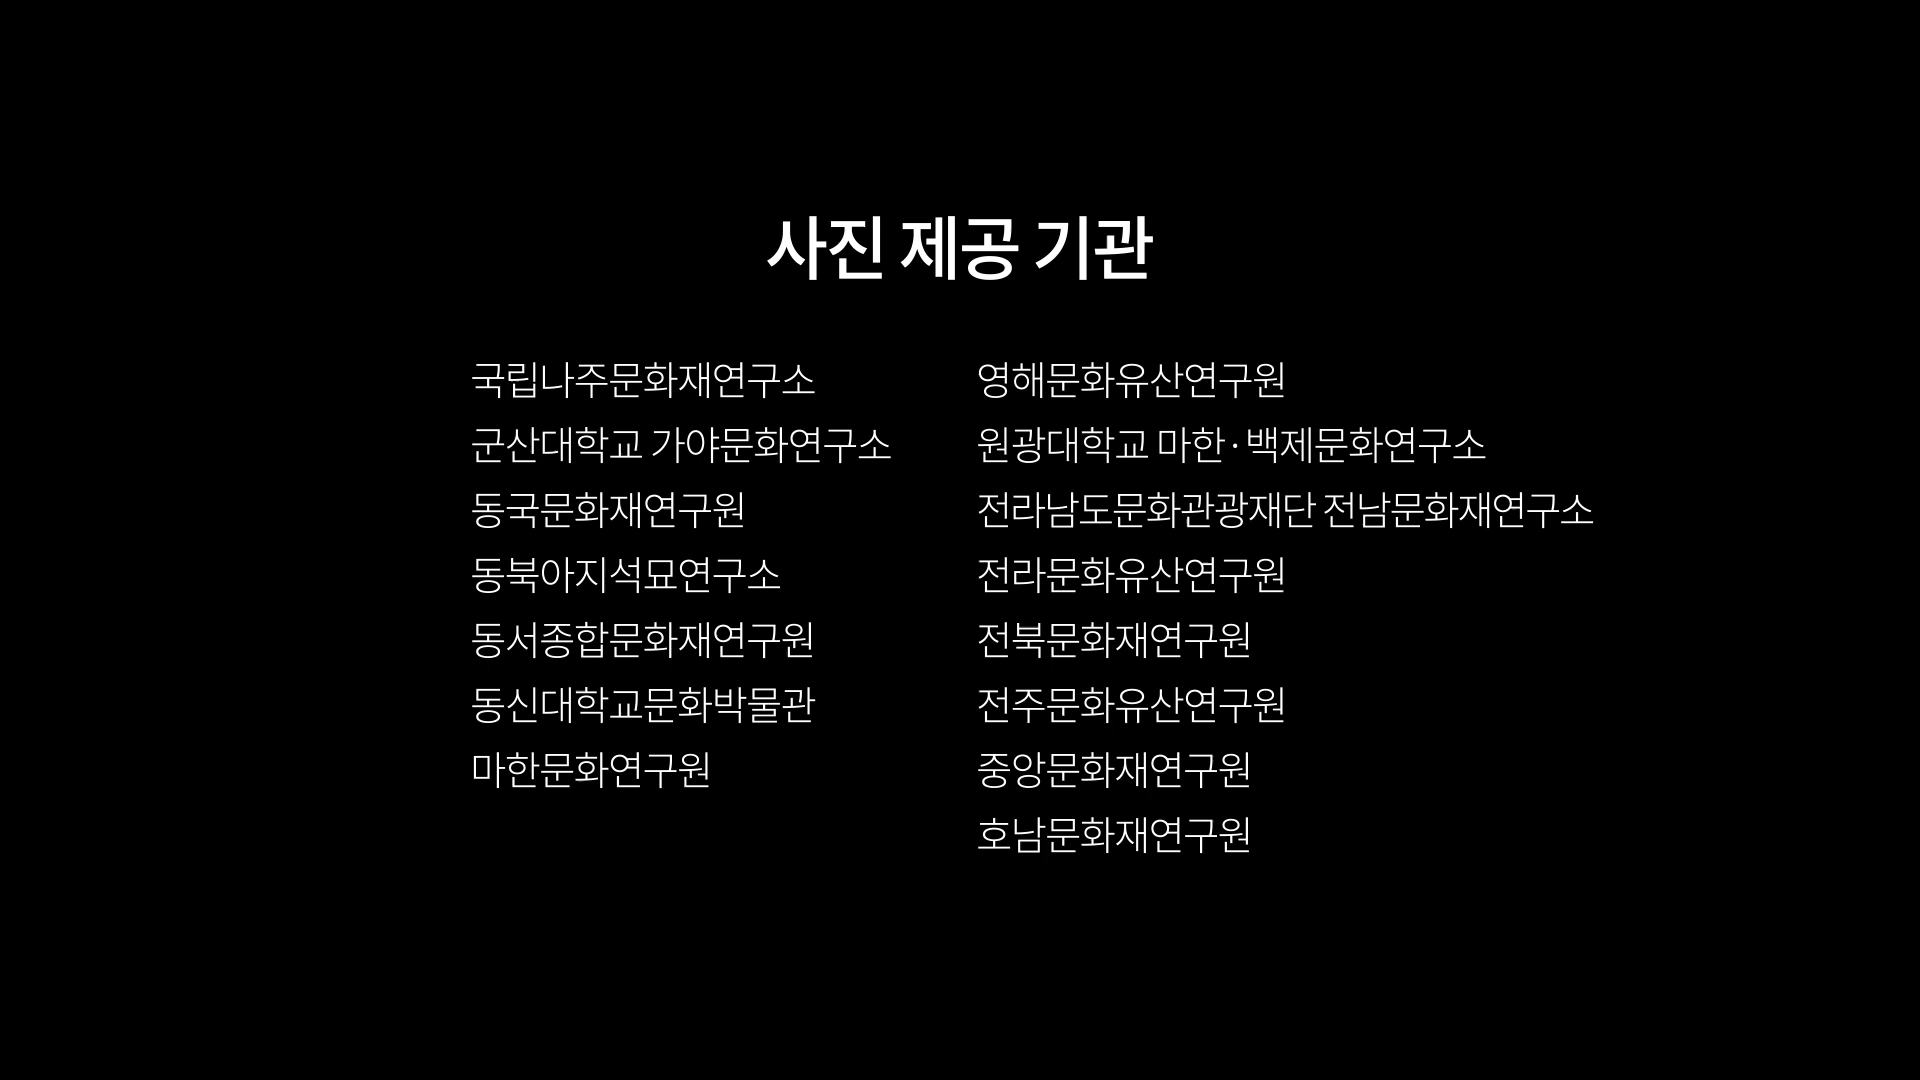 사진 제공 기관
국립나주문화재연구소
군산대학교 가야문화연구소
동국문화재연구원
동북아지석묘연구소
동서종합문화재연구원
동신대학교문화박물관
마한문화연구원
영해문화유산연구원
원광대학교 마한·백제문화연구소
전라남도문화관광재단 전남문화재연구소
전라문화유산연구원
전북문화재연구원
전주문화유산연구원
중앙문화재연구원
호남문화재연구원